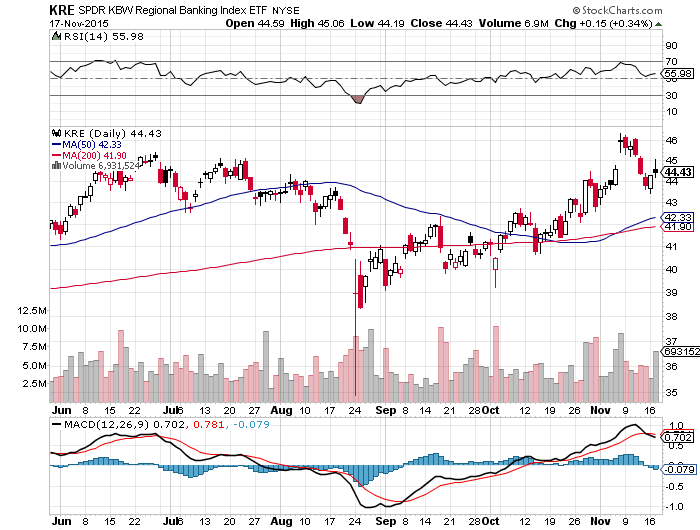 KRE SPDR KBW Regional Banking Index ETF NYSE
© StockCharts.com
17-Nov-2015
Open 44.59 High 45.06 Low 44.19 Close 44.43 Volume 6.9M Chg +0.15 (+0.34%)
RSI(14) 55.98
90
70
55.98
30
10
KRE (Daily) 44.43
MA(50) 42.33
MA(200) 41.90
Volume 6,931,524
46
45
44.43
43
42.33
41.90
41
40
39
38
37
36
35
12.5M
10.0M
7.5M
5.0M
2.5M
693152
Jun 8 15 22 Jul 6 13 20 27 Aug 10 17 24 Sep 8 14 21 28 Oct 12 19 26 Nov 9 16
MACD(12,26,9) 0.702, 0.781, -0.079
1.0
0.702
0.5
-0.079
-0.5
-1.0
Jun 8 15 22 Jul 6 13 20 27 Aug 10 17 24 Sep 8 14 21 28 Oct 12 19 26 Nov 9 16